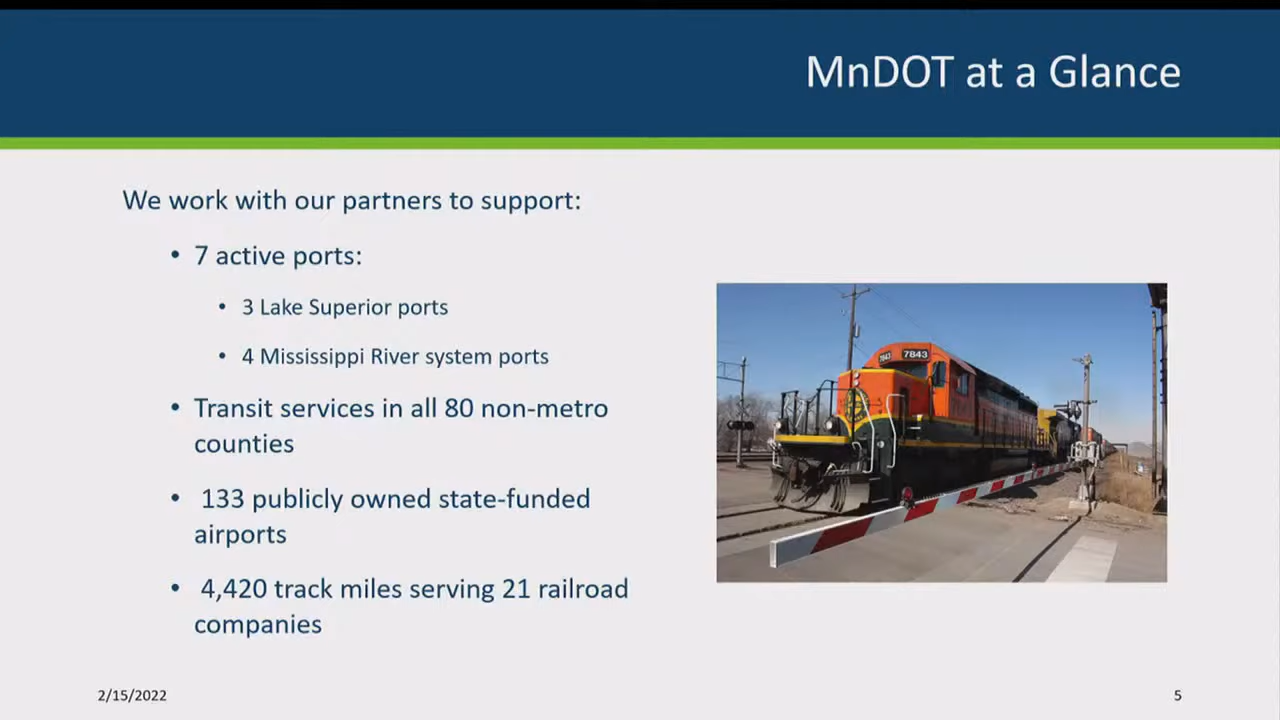 MnDOT at a Glance
We work with our partners to support:
• 7 active ports:
• 3 Lake Superior ports
• 4 Mississippi River system ports
• Transit services in all 80 non-metro
counties
• 133 publicly owned state-funded
airports
• 4,420 track miles serving 21 railroad
companies
7843 7843
2/15/2022
5